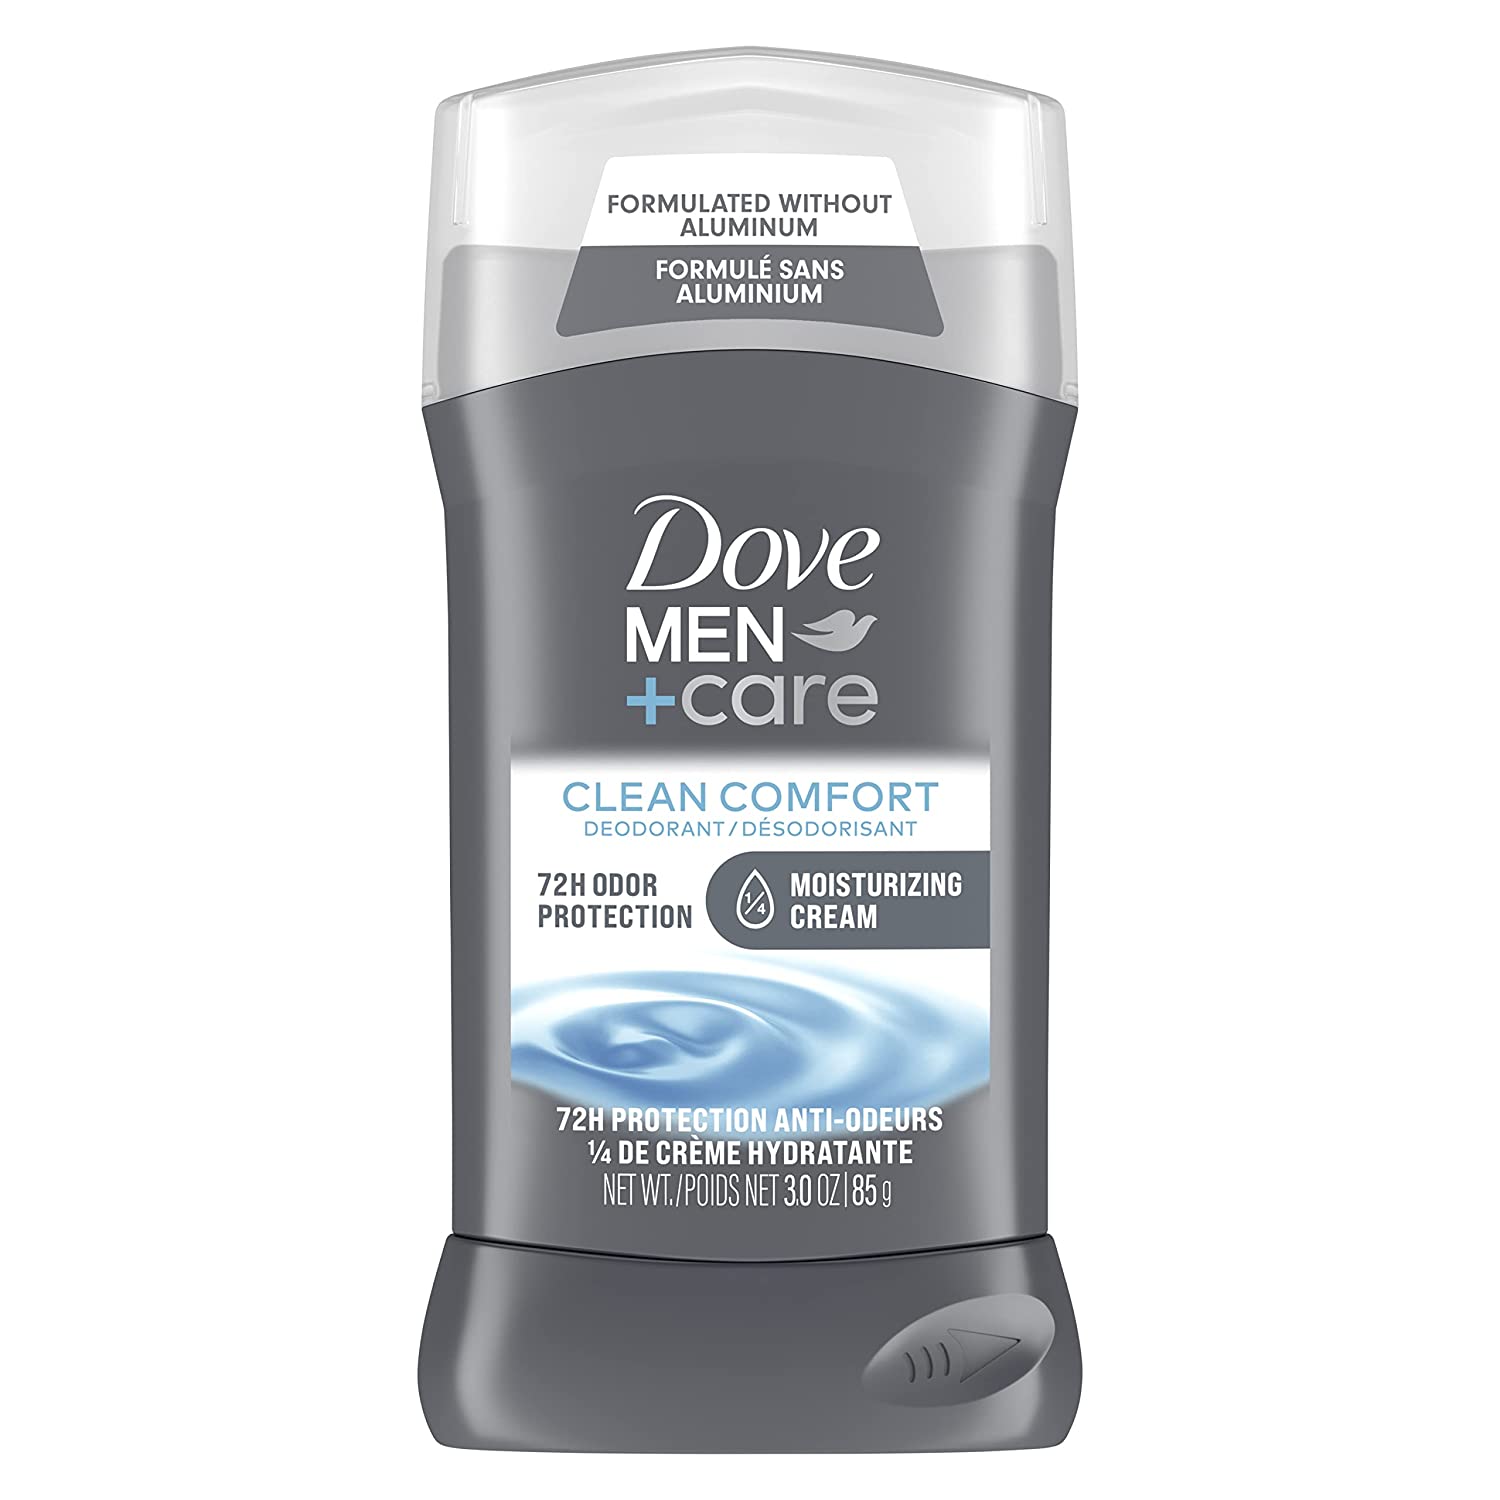 FORMULATED WITHOUT
ALUMINUM
FORMULÉ SANS
ALUMINIUM
Dove
MEN
+care
CLEAN COMFORT
DEODORANT/DÉSODORISANT
72H ODOR
PROTECTION
1/4
MOISTURIZING
CREAM
72H PROTECTION ANTI-ODEURS
¼ DE CRÈME HYDRATANTE
NET WT./POIDS NET 3.0 OZ|85 g